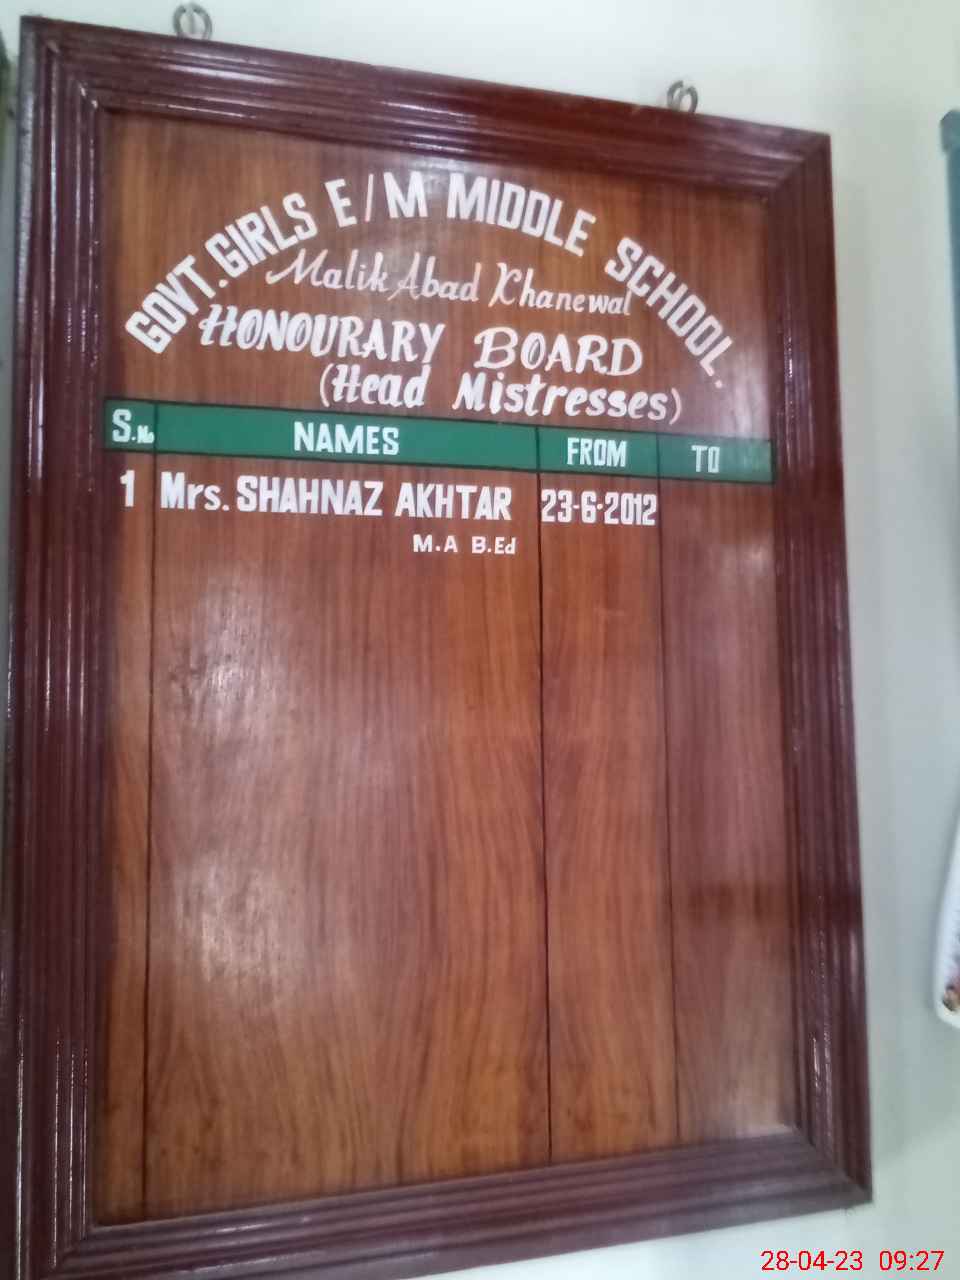 GOVT. GIRLS E/M MIDDLE SCHOOL.
Malik Abad Khanewal
HONOURARY BOARD
(Head Mistresses)
S.No NAMES FROM TO
1 Mrs. SHAHNAZ AKHTAR 23-6-2012
M.A B.Ed
28-04-23 09:27